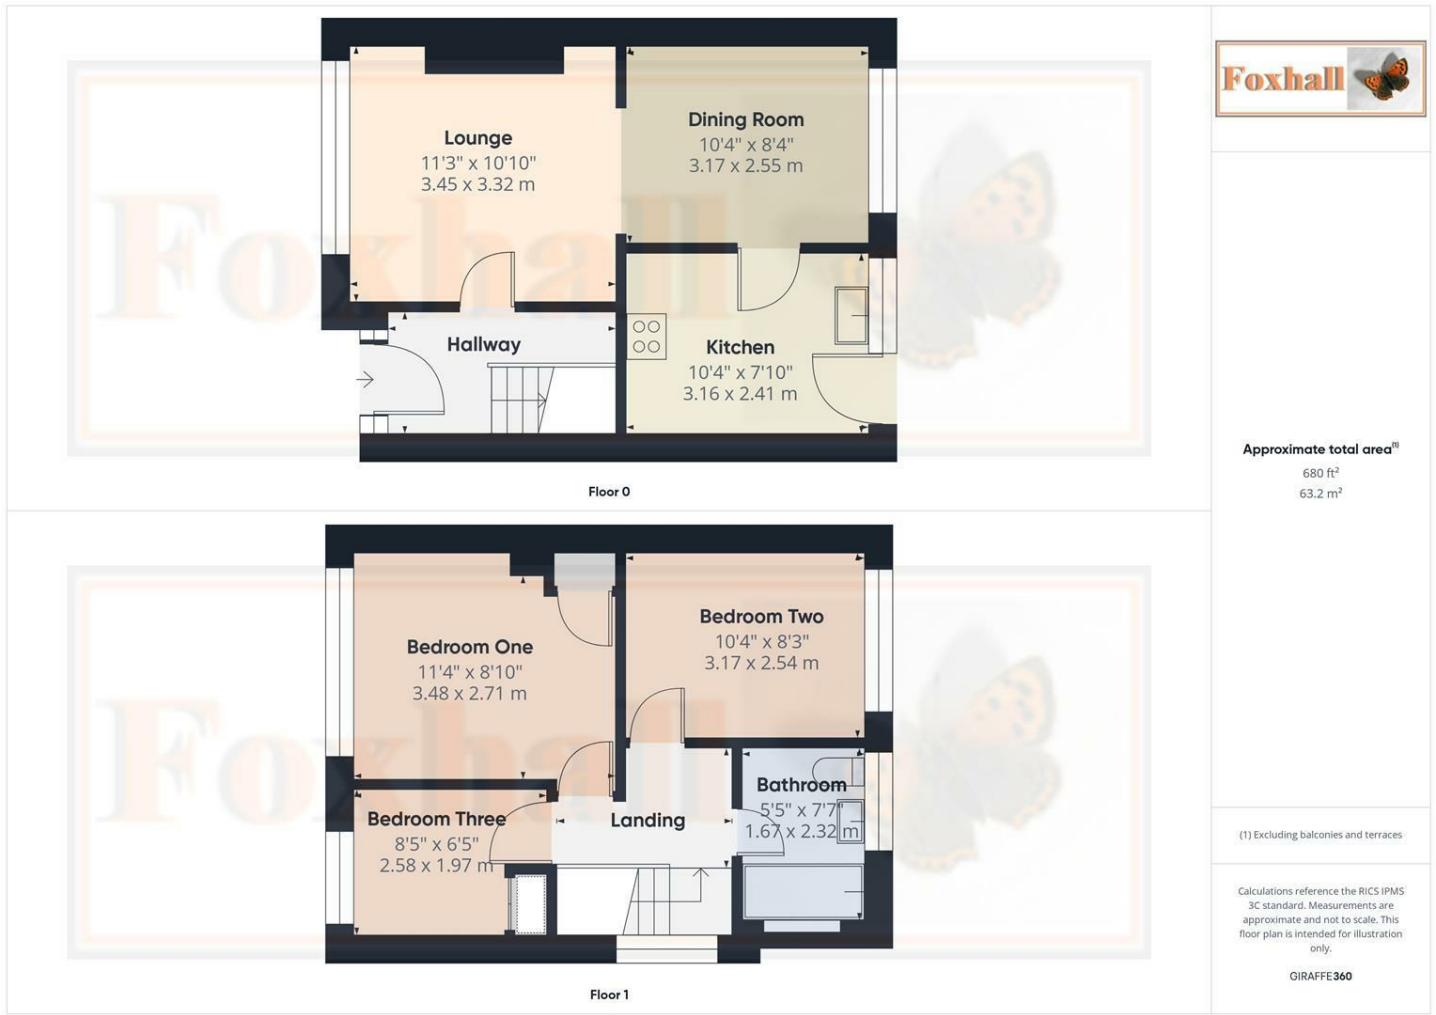 Foxhall
Lounge
11'3" x 10'10"
3.45 x 3.32 m
Dining Room
10'4" x 8'4"
3.17 x 2.55 m
Hallway
Kitchen
10'4" x 7'10"
3.16 x 2.41 m
Floor 0
Foxhall
Bedroom One
11'4" x 8'10"
3.48 x 2.71 m
Bedroom Two
10'4" x 8'3"
3.17 x 2.54 m
Bedroom Three
8'5" x 6'5"
2.58 x 1.97 m
Landing
Bathroom
5'5" x 7'7"
1.67 x 2.32 m
Floor 1
Foxhall
Approximate total area(1)
680 ft²
63.2 m²
(1) Excluding balconies and terraces
Calculations reference the RICS IPMS
3C standard. Measurements are
approximate and not to scale. This
floor plan is intended for illustration
only.
GIRAFFE360